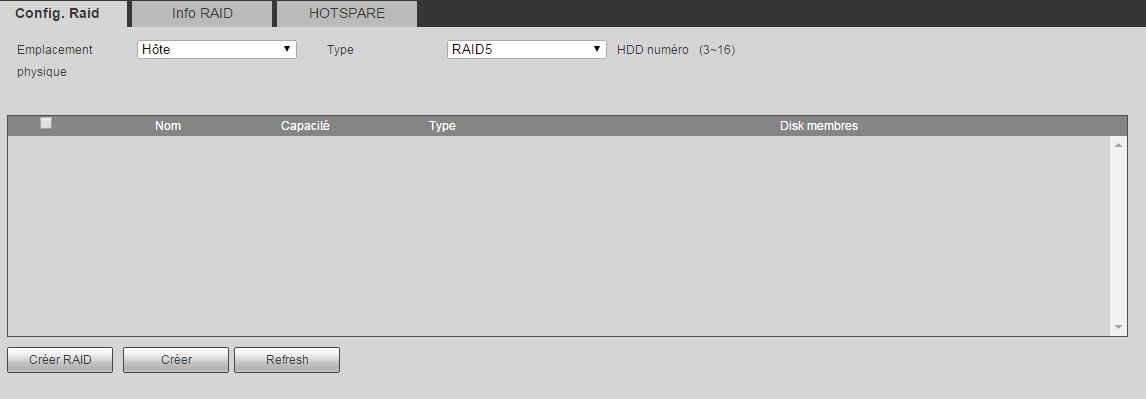 Config. Raid Info RAID HOTSPARE
Emplacement physique Hôte Type RAID5 HDD numéro (3~16)
Nom Capacité Type Disk membres
Créer RAID Créer Refresh